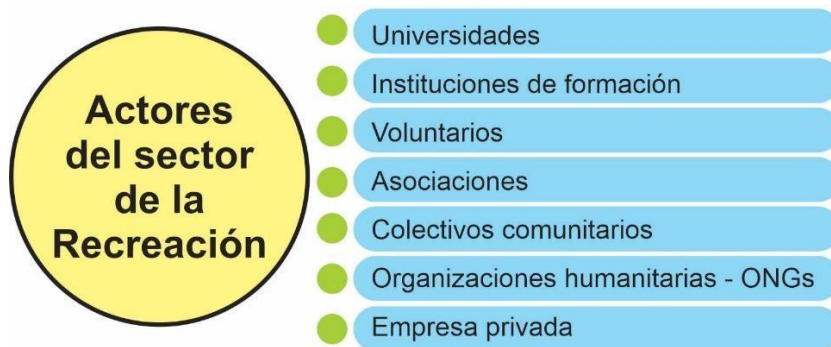 Actores
del sector
de la
Recreación
Universidades
Instituciones de formación
Voluntarios
Asociaciones
Colectivos comunitarios
Organizaciones humanitarias - ONGs
Empresa privada